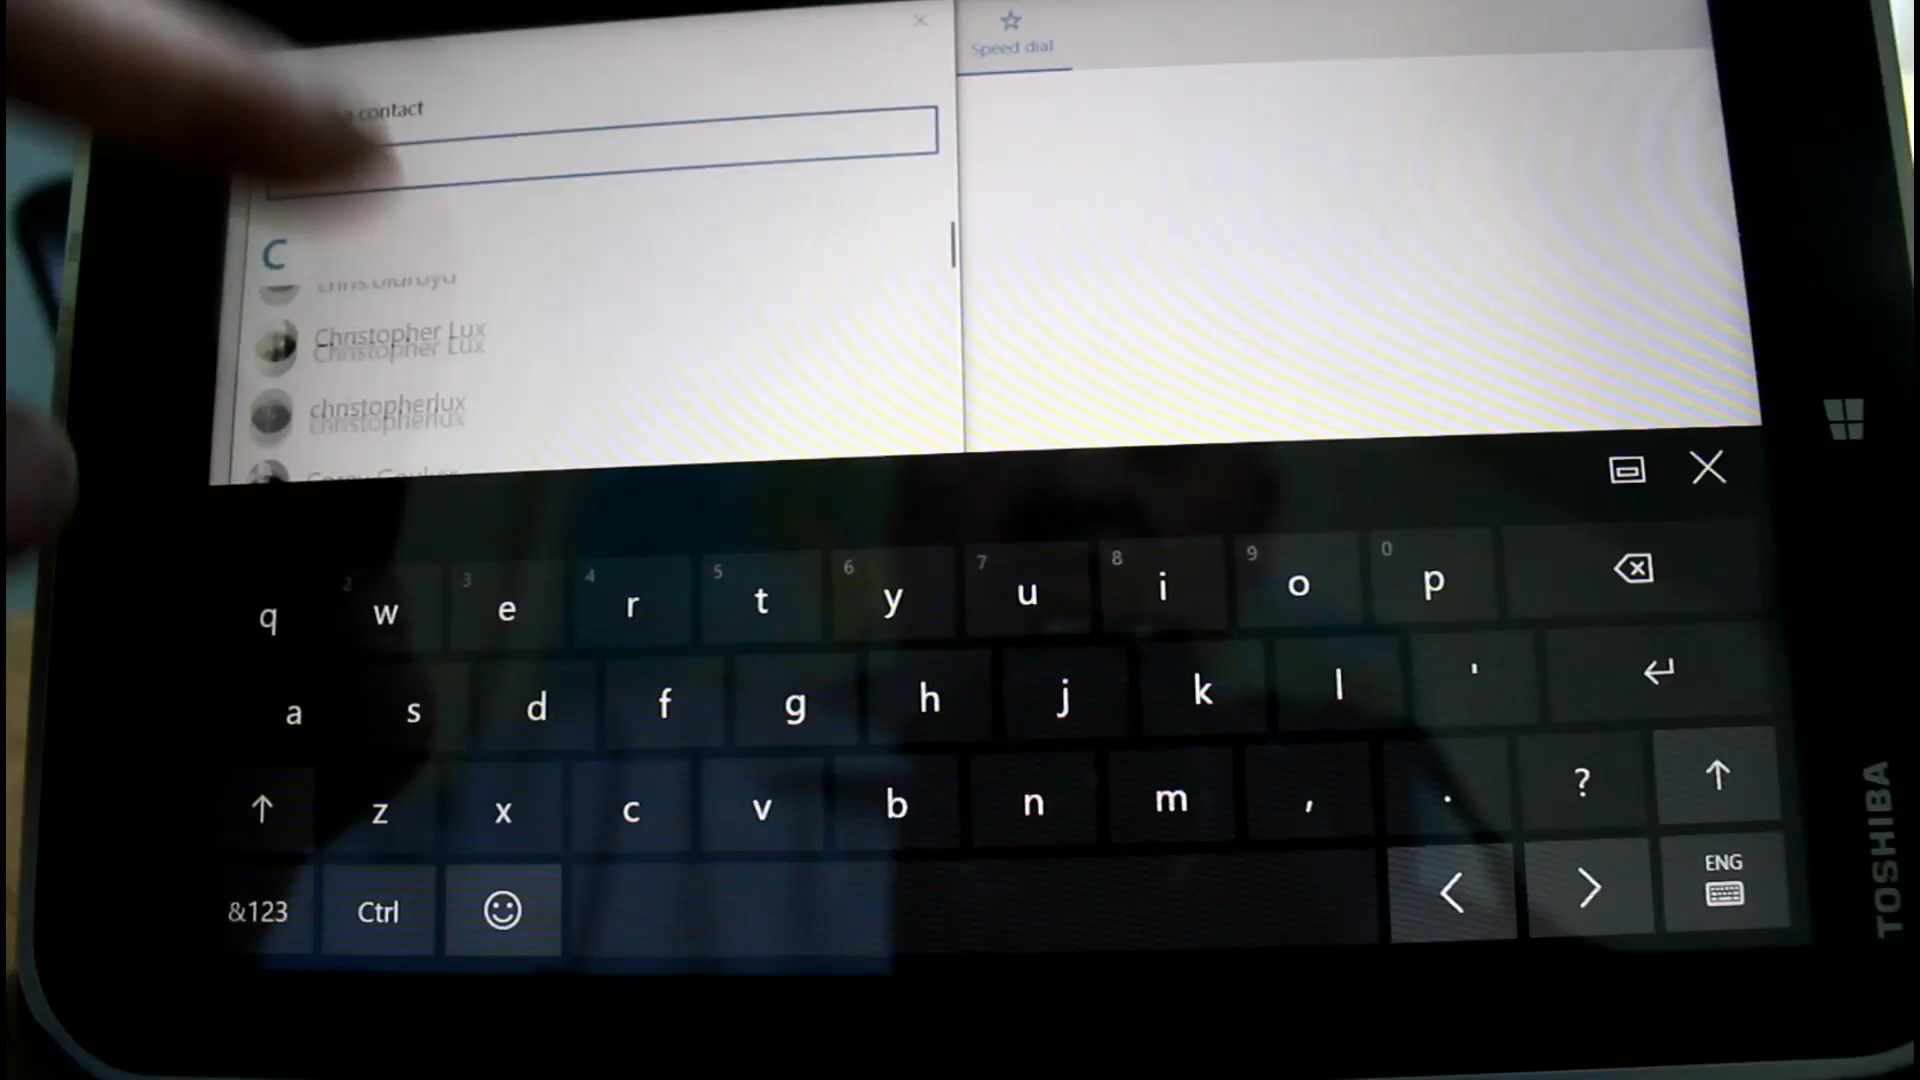 Speed dial
a contact
C
Christopher Lux
christopherlux
2 3 4 5 6 7 8 9 0
q w e r t y u i o p
a s d f g h j k l '
z x c v b n m , . ?
&123 Ctrl < > ENG
TOSHIBA